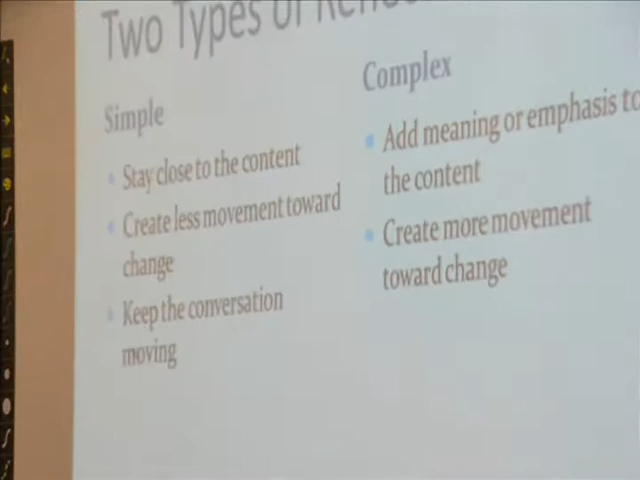 Two Types of
Simple
Stay close to the content
Create less movement toward
change
Keep the conversation
moving
Complex
Add meaning or emphasis to
the content
Create more movement
toward change